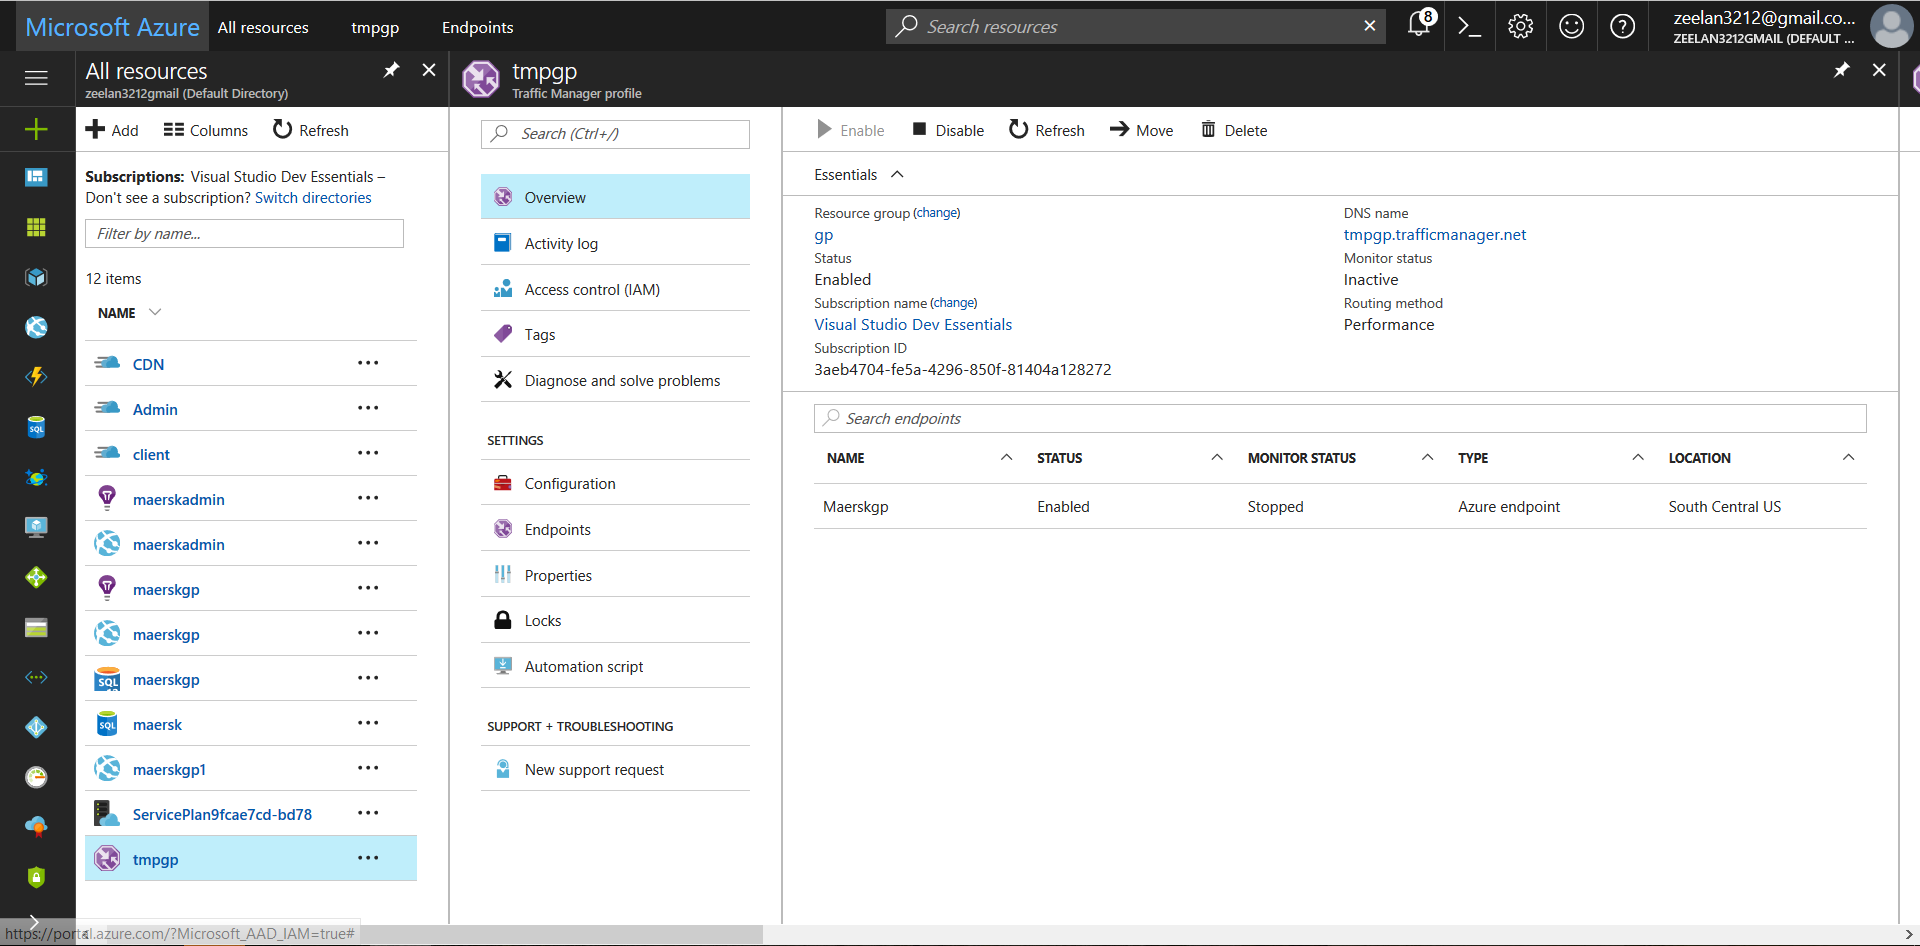 Microsoft Azure
All resources
tmpgp
Endpoints
Search resources
8
zeelan3212@gmail.co...
ZEELAN3212GMAIL (DEFAULT ...
All resources
zeelan3212gmail (Default Directory)
tmpgp
Traffic Manager profile
Add
Columns
Refresh
Subscriptions: Visual Studio Dev Essentials –
Don't see a subscription? Switch directories
Filter by name...
12 items
NAME
CDN
Admin
client
maerskadmin
maerskadmin
maerskgp
maerskgp
SQL
maerskgp
SQL
maersk
maerskgp1
ServicePlan9fcae7cd-bd78
tmpgp
Search (Ctrl+/)
Overview
Activity log
Access control (IAM)
Tags
Diagnose and solve problems
SETTINGS
Configuration
Endpoints
Properties
Locks
Automation script
SUPPORT + TROUBLESHOOTING
New support request
Enable
Disable
Refresh
Move
Delete
Essentials
Resource group (change)
gp
Status
Enabled
Subscription name (change)
Visual Studio Dev Essentials
Subscription ID
3aeb4704-fe5a-4296-850f-81404a128272
DNS name
tmpgp.trafficmanager.net
Monitor status
Inactive
Routing method
Performance
Search endpoints
NAME STATUS MONITOR STATUS TYPE LOCATION
Maerskgp Enabled Stopped Azure endpoint South Central US
SQL
https://portal.azure.com/?Microsoft_AAD_IAM=true#